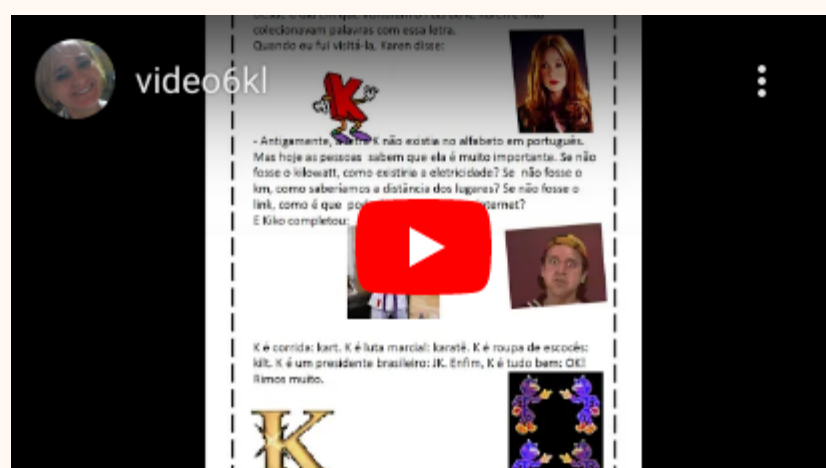 video6kl
colecionavam palavras com essa letra.
Quando eu fui visitá-la, Karen disse:
- Antigamente, a letra K não existia no alfabeto em português.
Mas hoje as pessoas sabem que ela é muito importante. Se não
fosse o kilowatt, como existiria a eletricidade? Se não fosse o
km, como saberíamos a distância dos lugares? Se não fosse o
link, como é que internet?
E Kiko completou:
K é corrida: kart. K é luta marcial: karatê. K é roupa de escocês:
kilt. K é um presidente brasileiro: JK. Enfim, K é tudo bem: OK!
Rimos muito.
K